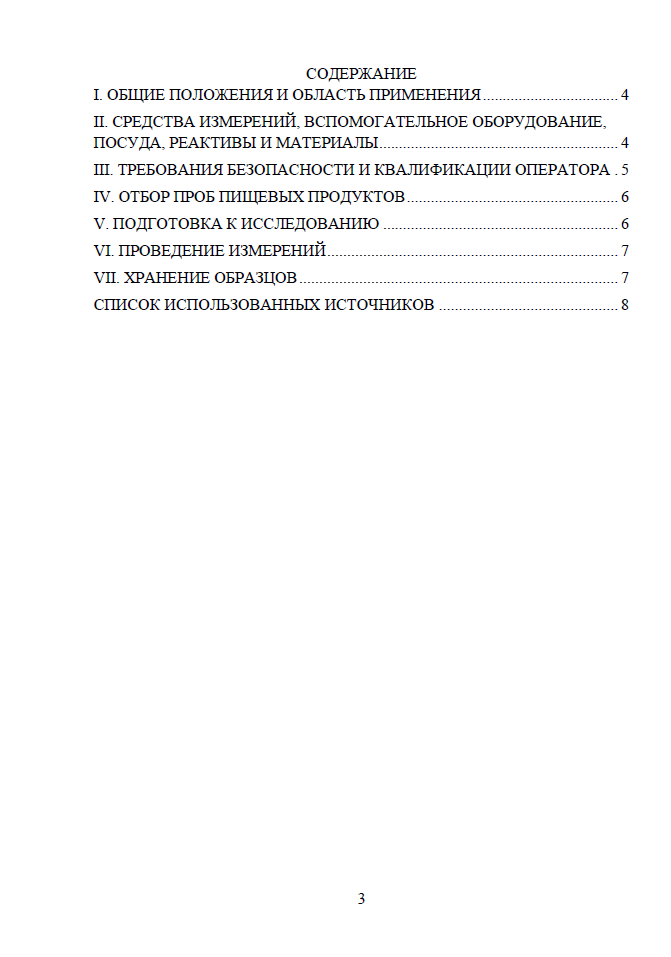 СОДЕРЖАНИЕ
I. ОБЩИЕ ПОЛОЖЕНИЯ И ОБЛАСТЬ ПРИМЕНЕНИЯ .................................. 4
II. СРЕДСТВА ИЗМЕРЕНИЙ, ВСПОМОГАТЕЛЬНОЕ ОБОРУДОВАНИЕ,
ПОСУДА, РЕАКТИВЫ И МАТЕРИАЛЫ............................................................ 4
III. ТРЕБОВАНИЯ БЕЗОПАСНОСТИ И КВАЛИФИКАЦИИ ОПЕРАТОРА . 5
IV. ОТБОР ПРОБ ПИЩЕВЫХ ПРОДУКТОВ ..................................................... 6
V. ПОДГОТОВКА К ИССЛЕДОВАНИЮ ........................................................... 6
VI. ПРОВЕДЕНИЕ ИЗМЕРЕНИЙ......................................................................... 7
VII. ХРАНЕНИЕ ОБРАЗЦОВ................................................................................ 7
СПИСОК ИСПОЛЬЗОВАННЫХ ИСТОЧНИКОВ ............................................. 8
3